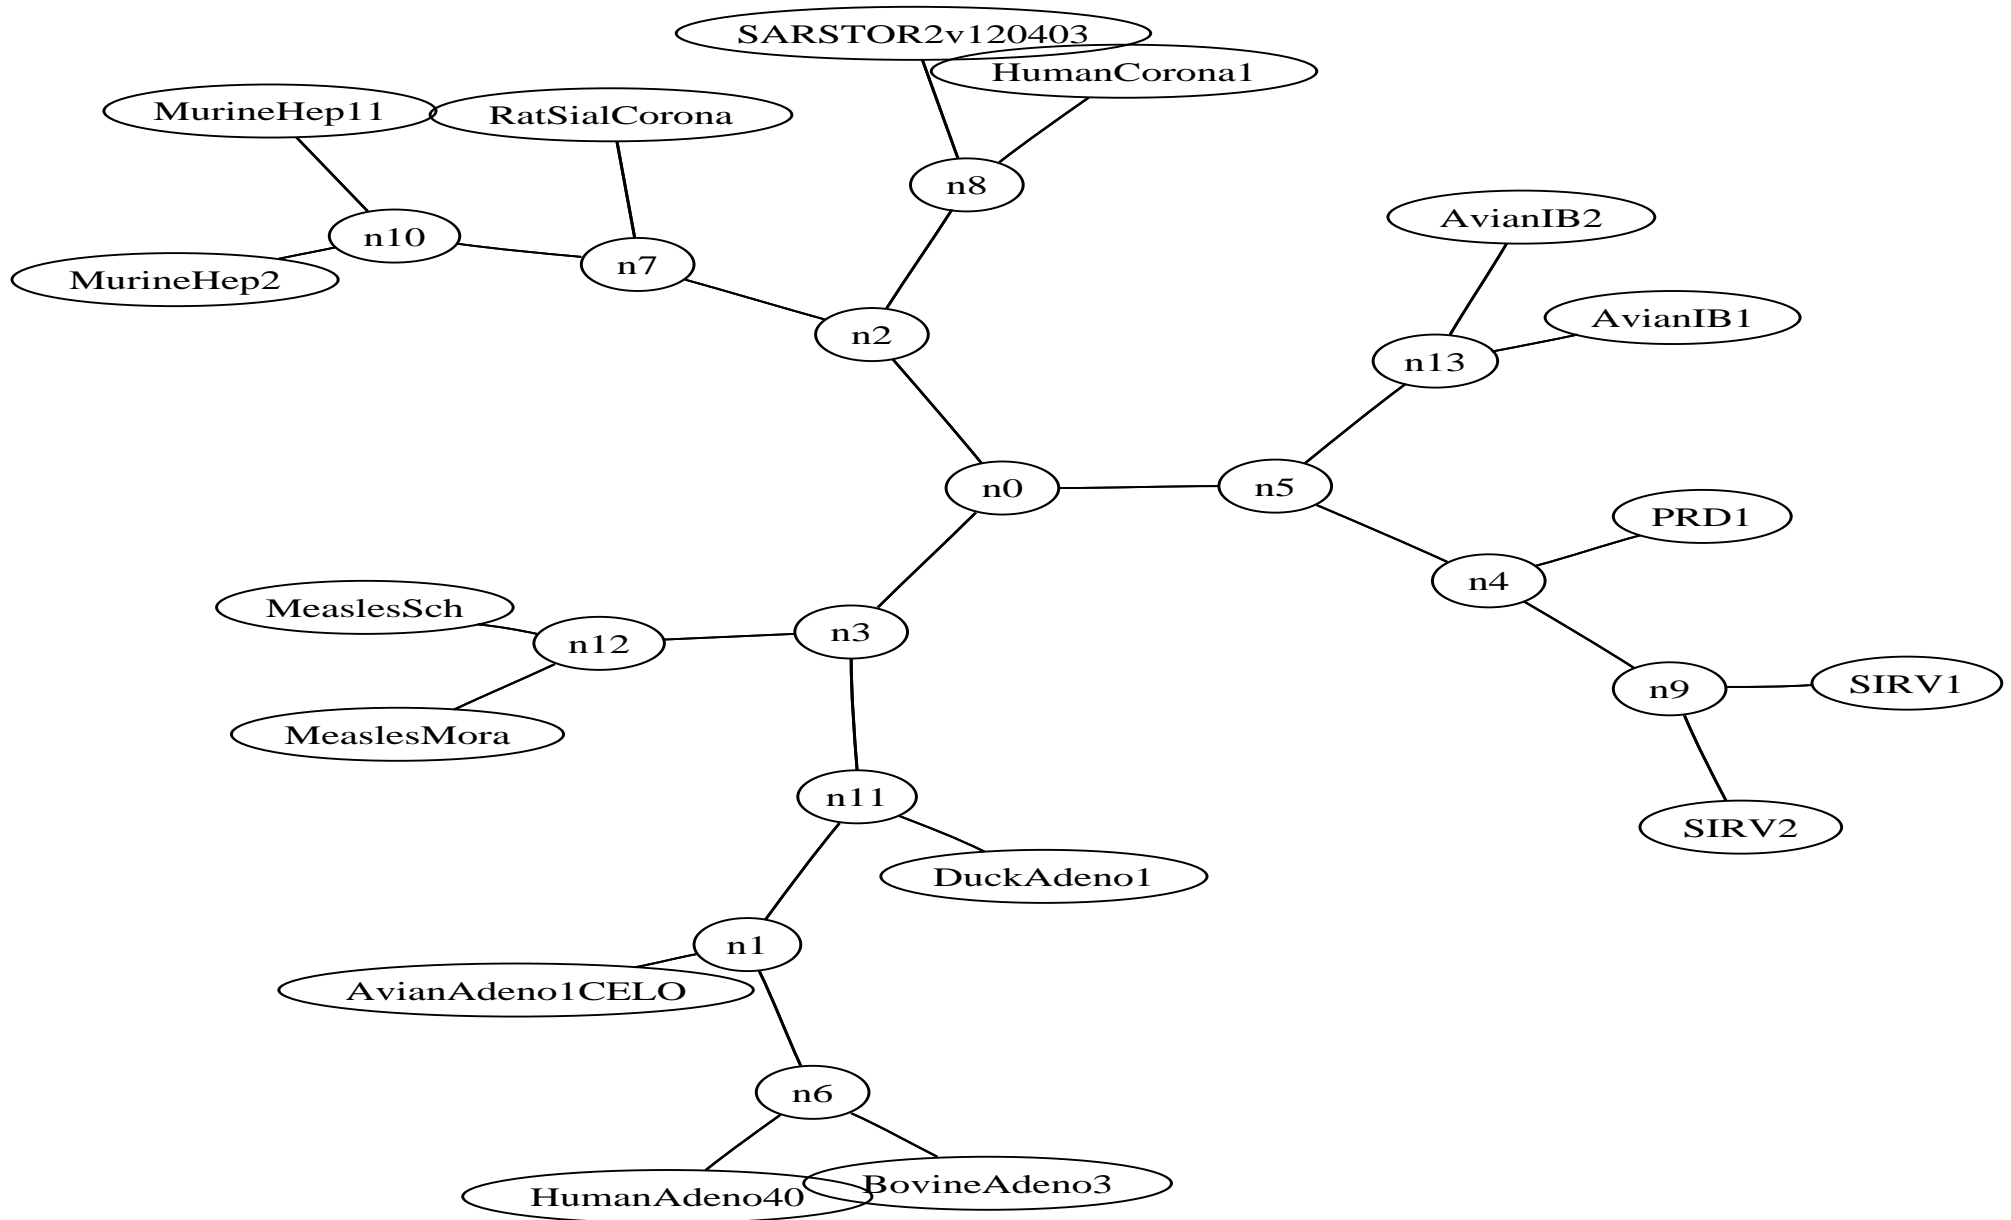 SARSTOR2v120403
HumanCorona1
MurineHep11
RatSialCorona
n8
AvianIB2
n10
n7
MurineHep2
AvianIB1
n2
n13
n0
n5
PRD1
n4
MeaslesSch
n12
n3
n9
SIRV1
MeaslesMora
n11
SIRV2
DuckAdeno1
n1
AvianAdeno1CELO
n6
HumanAdeno40
BovineAdeno3